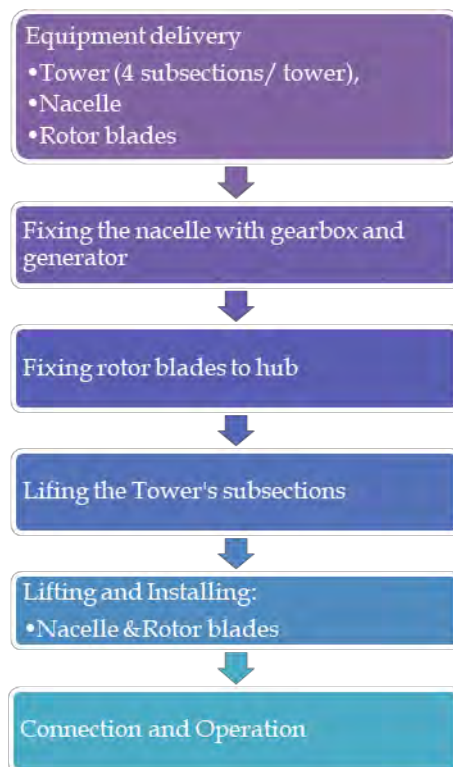 Equipment delivery
•Tower (4 subsections/ tower),
•Nacelle
•Rotor blades
Fixing the nacelle with gearbox and
generator
Fixing rotor blades to hub
Lifing the Tower's subsections
Lifting and Installing:
•Nacelle &Rotor blades
Connection and Operation